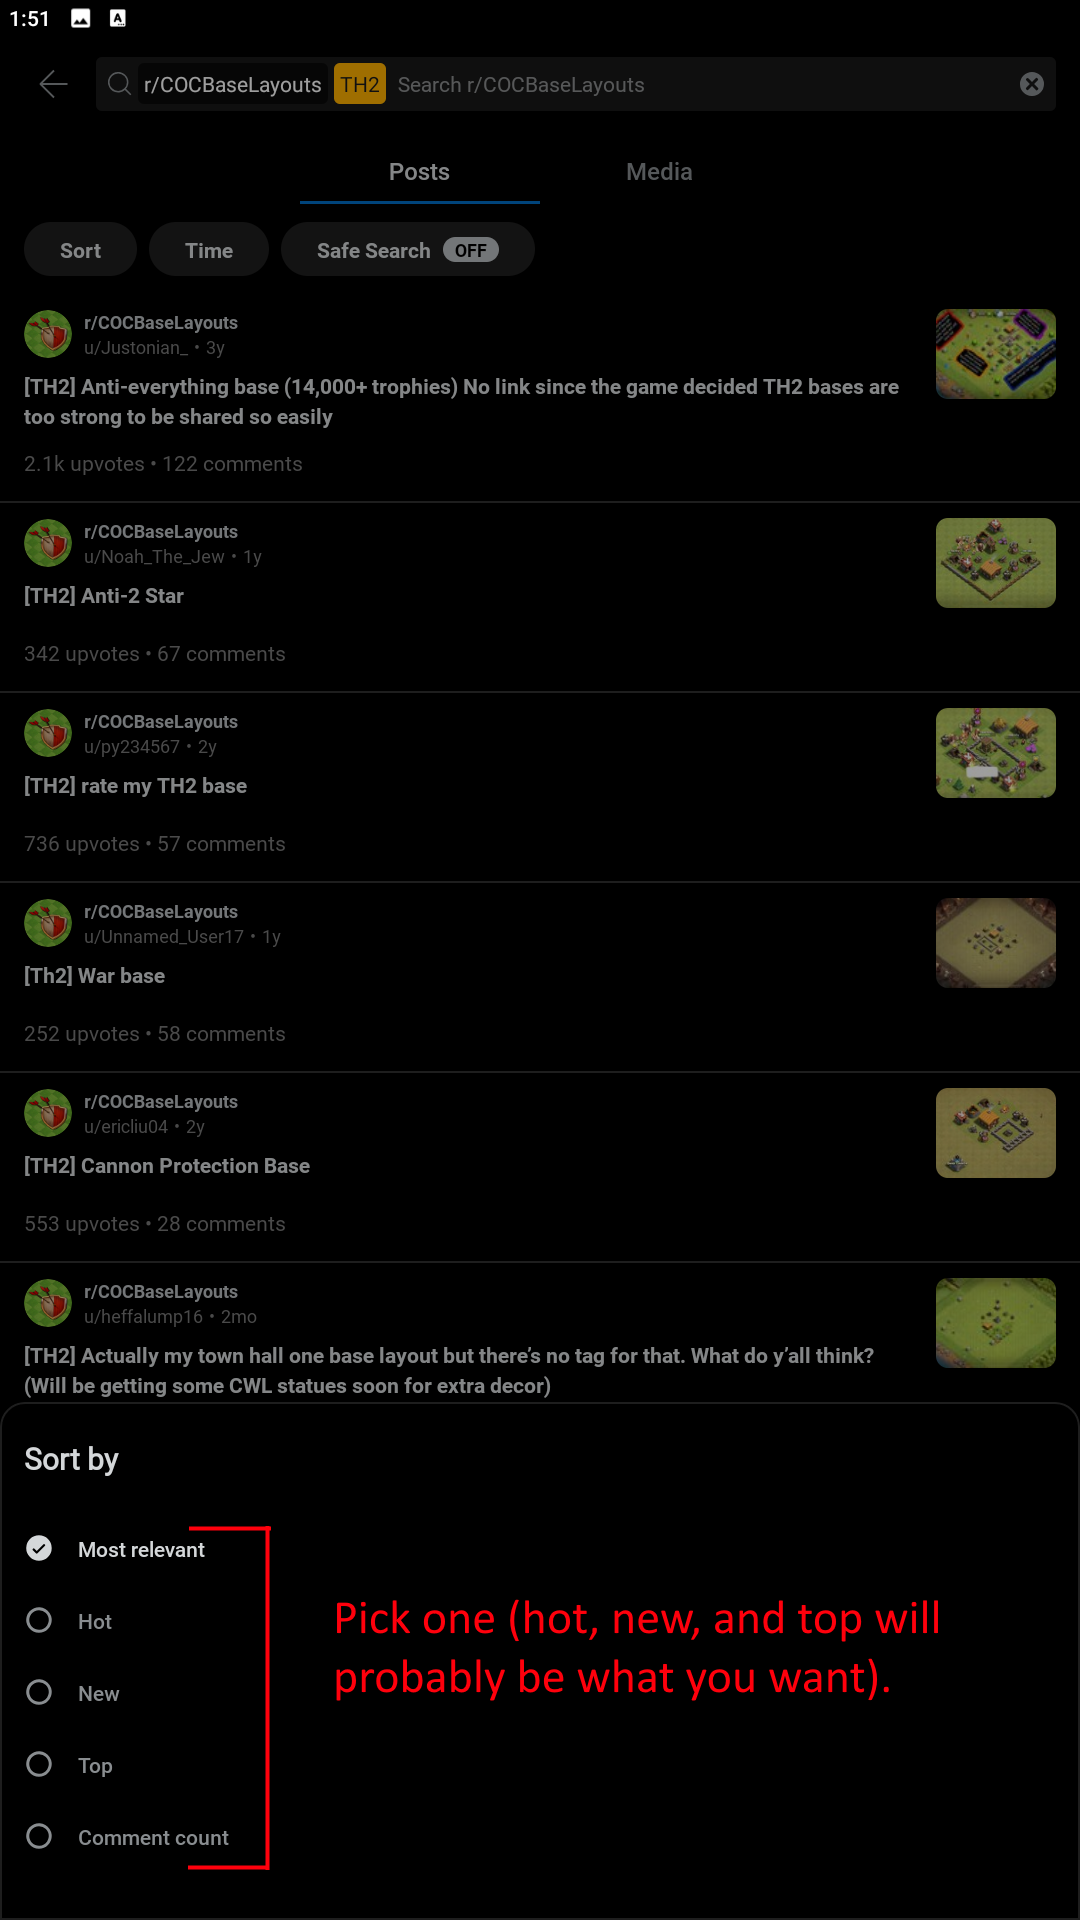 1:51
r/COCBaseLayouts TH2 Search r/COCBaseLayouts
Posts Media
Sort Time Safe Search OFF
r/COCBaseLayouts
u/Justonian_ • 3y
[TH2] Anti-everything base (14,000+ trophies) No link since the game decided TH2 bases are
too strong to be shared so easily
2.1k upvotes • 122 comments
r/COCBaseLayouts
u/Noah_The_Jew • 1y
[TH2] Anti-2 Star
342 upvotes • 67 comments
r/COCBaseLayouts
u/py234567 • 2y
[TH2] rate my TH2 base
736 upvotes • 57 comments
r/COCBaseLayouts
u/Unnamed_User17 • 1y
[Th2] War base
252 upvotes • 58 comments
r/COCBaseLayouts
u/ericliu04 • 2y
[TH2] Cannon Protection Base
553 upvotes • 28 comments
r/COCBaseLayouts
u/heffalump16 • 2mo
[TH2] Actually my town hall one base layout but there’s no tag for that. What do y’all think?
(Will be getting some CWL statues soon for extra decor)
Sort by
Most relevant
Hot
New
Top
Comment count
Pick one (hot, new, and top will
probably be what you want).